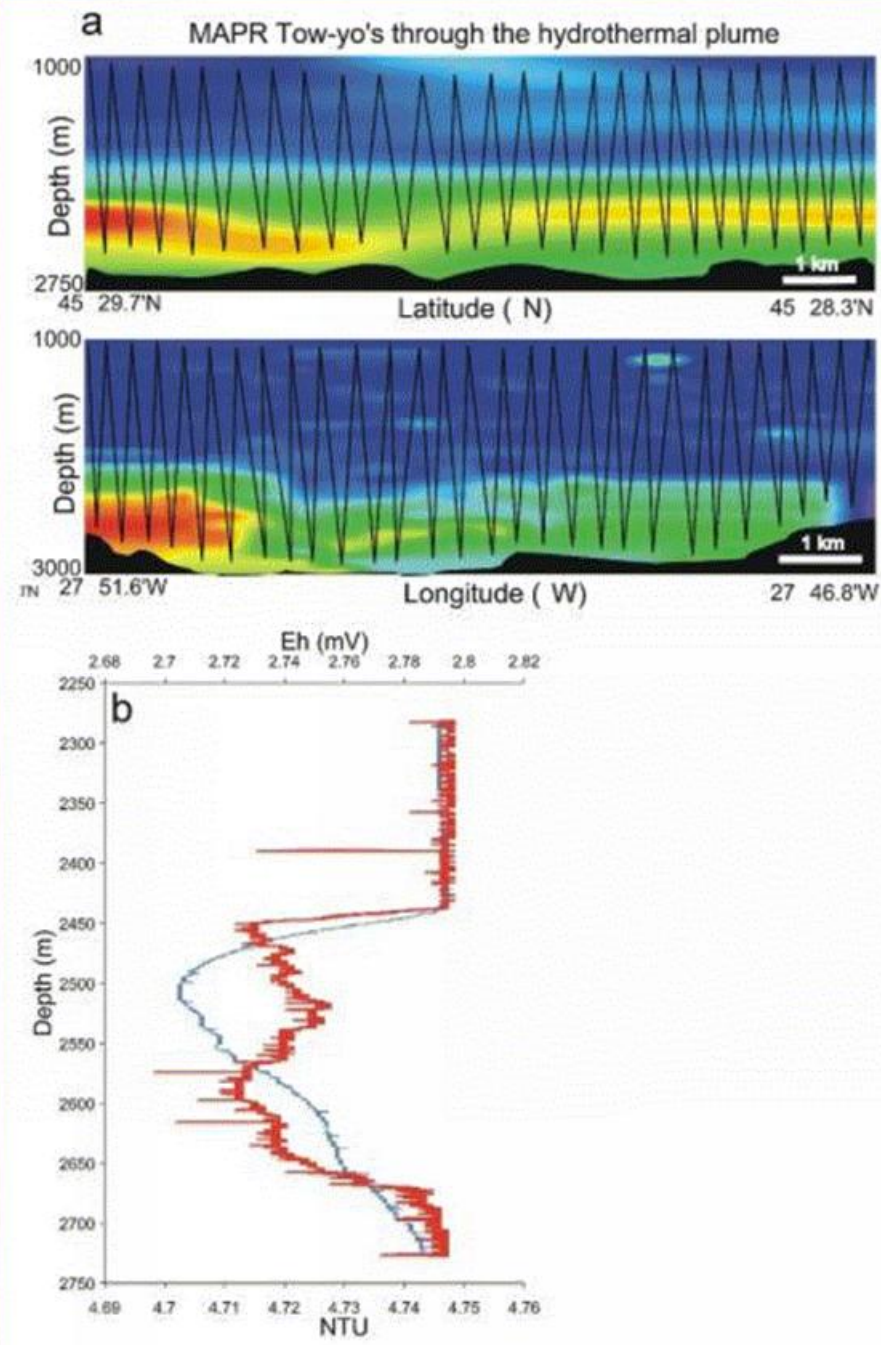 a
MAPR Tow-yo's through the hydrothermal plume
1000
Depth (m)
2750
1 km
45 29.7'N
Latitude ( N)
45 28.3'N
1000
Depth (m)
3000
1 km
27 51.6'W
Longitude ( W)
27 46.8'W
Eh (mV)
2.68 2.7 2.72 2.74 2.76 2.78 2.8 2.82
b
2250
2300
2350
2400
2450
2500
2550
2600
2650
2700
2750
Depth (m)
4.69 4.7 4.71 4.72 4.73 4.74 4.75 4.76
NTU